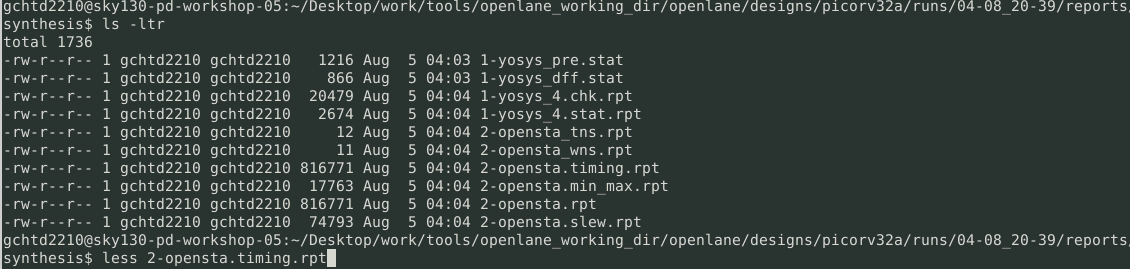 gchtd2210@sky130-pd-workshop-05:~/Desktop/work/tools/openlane_working_dir/openlane/designs/picorv32a/runs/04-08_20-39/reports/
synthesis$ ls -ltr
total 1736
-rw-r--r-- 1 gchtd2210 gchtd2210   1216 Aug  5 04:03 1-yosys_pre.stat
-rw-r--r-- 1 gchtd2210 gchtd2210    866 Aug  5 04:03 1-yosys_dff.stat
-rw-r--r-- 1 gchtd2210 gchtd2210  20479 Aug  5 04:04 1-yosys_4.chk.rpt
-rw-r--r-- 1 gchtd2210 gchtd2210   2674 Aug  5 04:04 1-yosys_4.stat.rpt
-rw-r--r-- 1 gchtd2210 gchtd2210     12 Aug  5 04:04 2-opensta_tns.rpt
-rw-r--r-- 1 gchtd2210 gchtd2210     11 Aug  5 04:04 2-opensta_wns.rpt
-rw-r--r-- 1 gchtd2210 gchtd2210 816771 Aug  5 04:04 2-opensta.timing.rpt
-rw-r--r-- 1 gchtd2210 gchtd2210  17763 Aug  5 04:04 2-opensta.min_max.rpt
-rw-r--r-- 1 gchtd2210 gchtd2210 816771 Aug  5 04:04 2-opensta.rpt
-rw-r--r-- 1 gchtd2210 gchtd2210  74793 Aug  5 04:04 2-opensta.slew.rpt
gchtd2210@sky130-pd-workshop-05:~/Desktop/work/tools/openlane_working_dir/openlane/designs/picorv32a/runs/04-08_20-39/reports/
synthesis$ less 2-opensta.timing.rpt